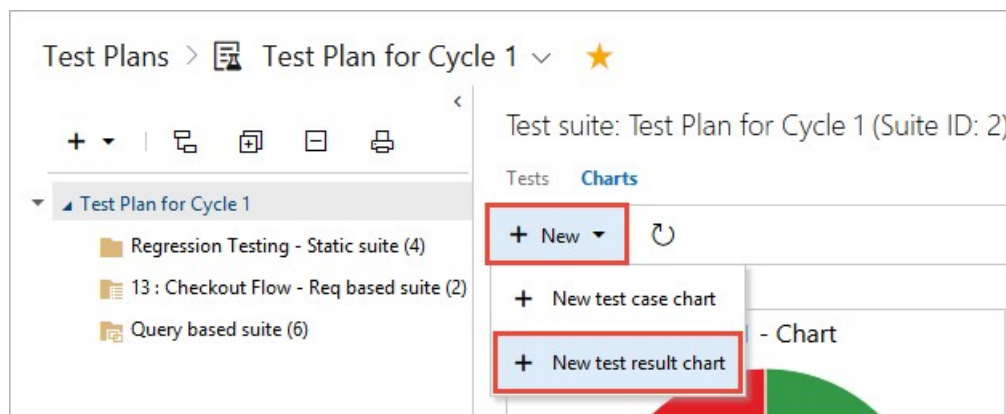 Test Plans > Test Plan for Cycle 1
Test Plan for Cycle 1
Regression Testing - Static suite (4)
13 : Checkout Flow - Req based suite (2)
Query based suite (6)
Test suite: Test Plan for Cycle 1 (Suite ID: 2)
Tests Charts
+ New
+ New test case chart
+ New test result chart
- Chart